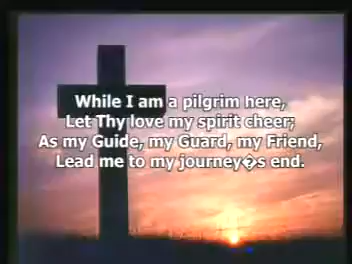 While I am a pilgrim here,
Let Thy love my spirit cheer;
As my Guide, my Guard, my Friend,
Lead me to my journey�s end.